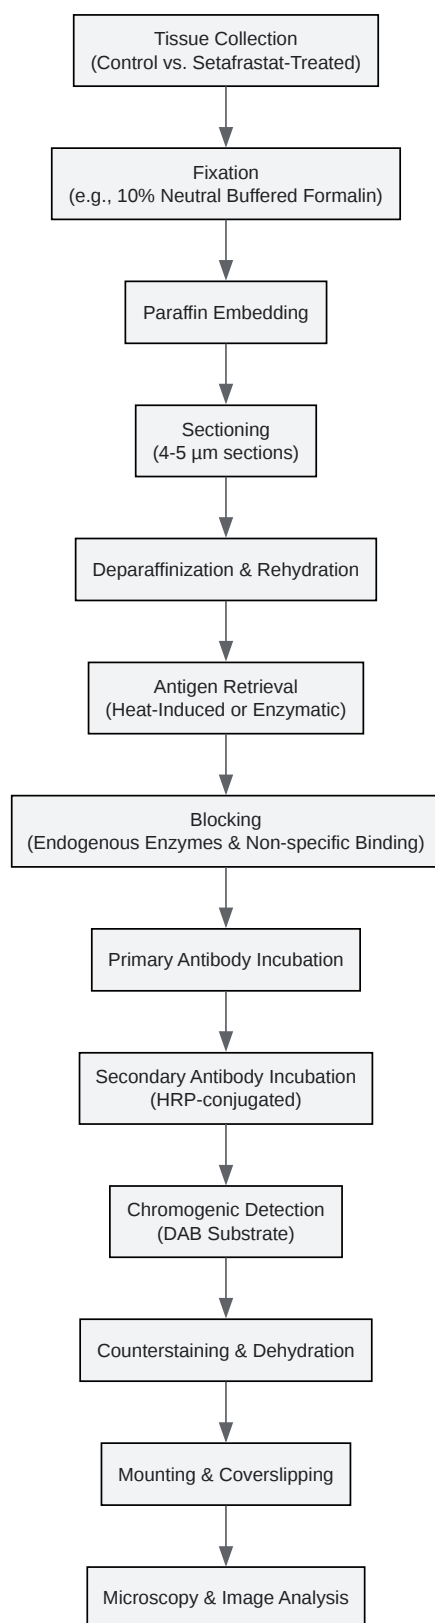 Tissue Collection
(Control vs. Setafrastat-Treated)
Fixation
(e.g., 10% Neutral Buffered Formalin)
Paraffin Embedding
Sectioning
(4-5 µm sections)
Deparaffinization & Rehydration
Antigen Retrieval
(Heat-Induced or Enzymatic)
Blocking
(Endogenous Enzymes & Non-specific Binding)
Primary Antibody Incubation
Secondary Antibody Incubation
(HRP-conjugated)
Chromogenic Detection
(DAB Substrate)
Counterstaining & Dehydration
Mounting & Coverslipping
Microscopy & Image Analysis